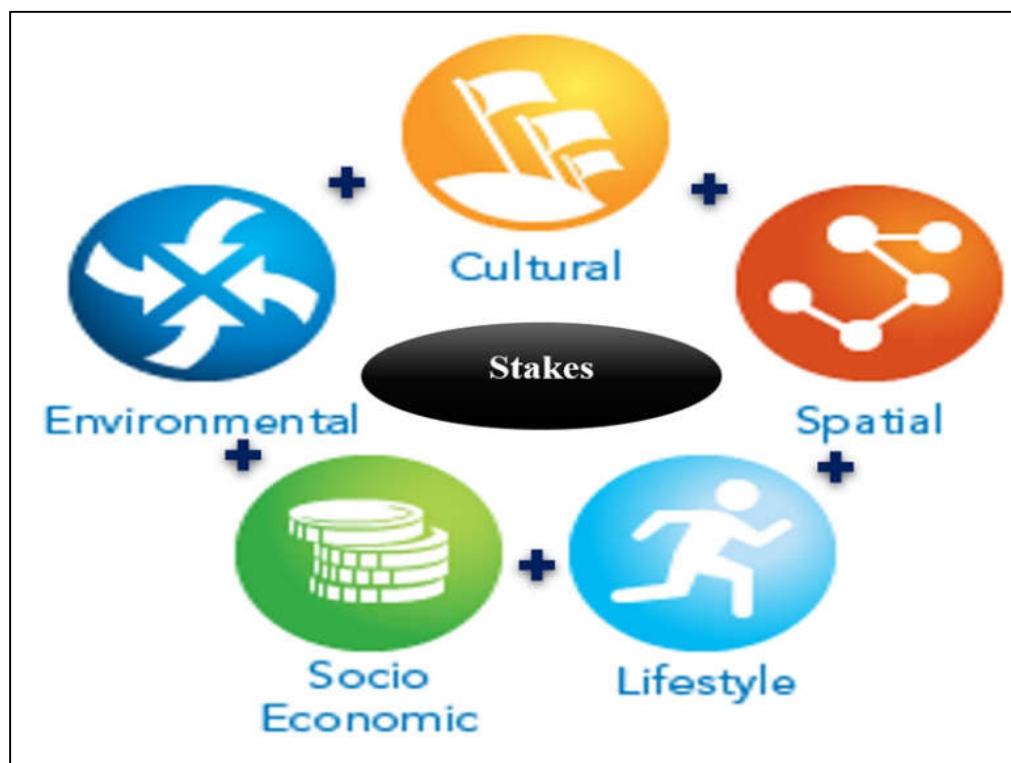 Cultural
Stakes
Environmental
Spatial
Socio
Economic
Lifestyle